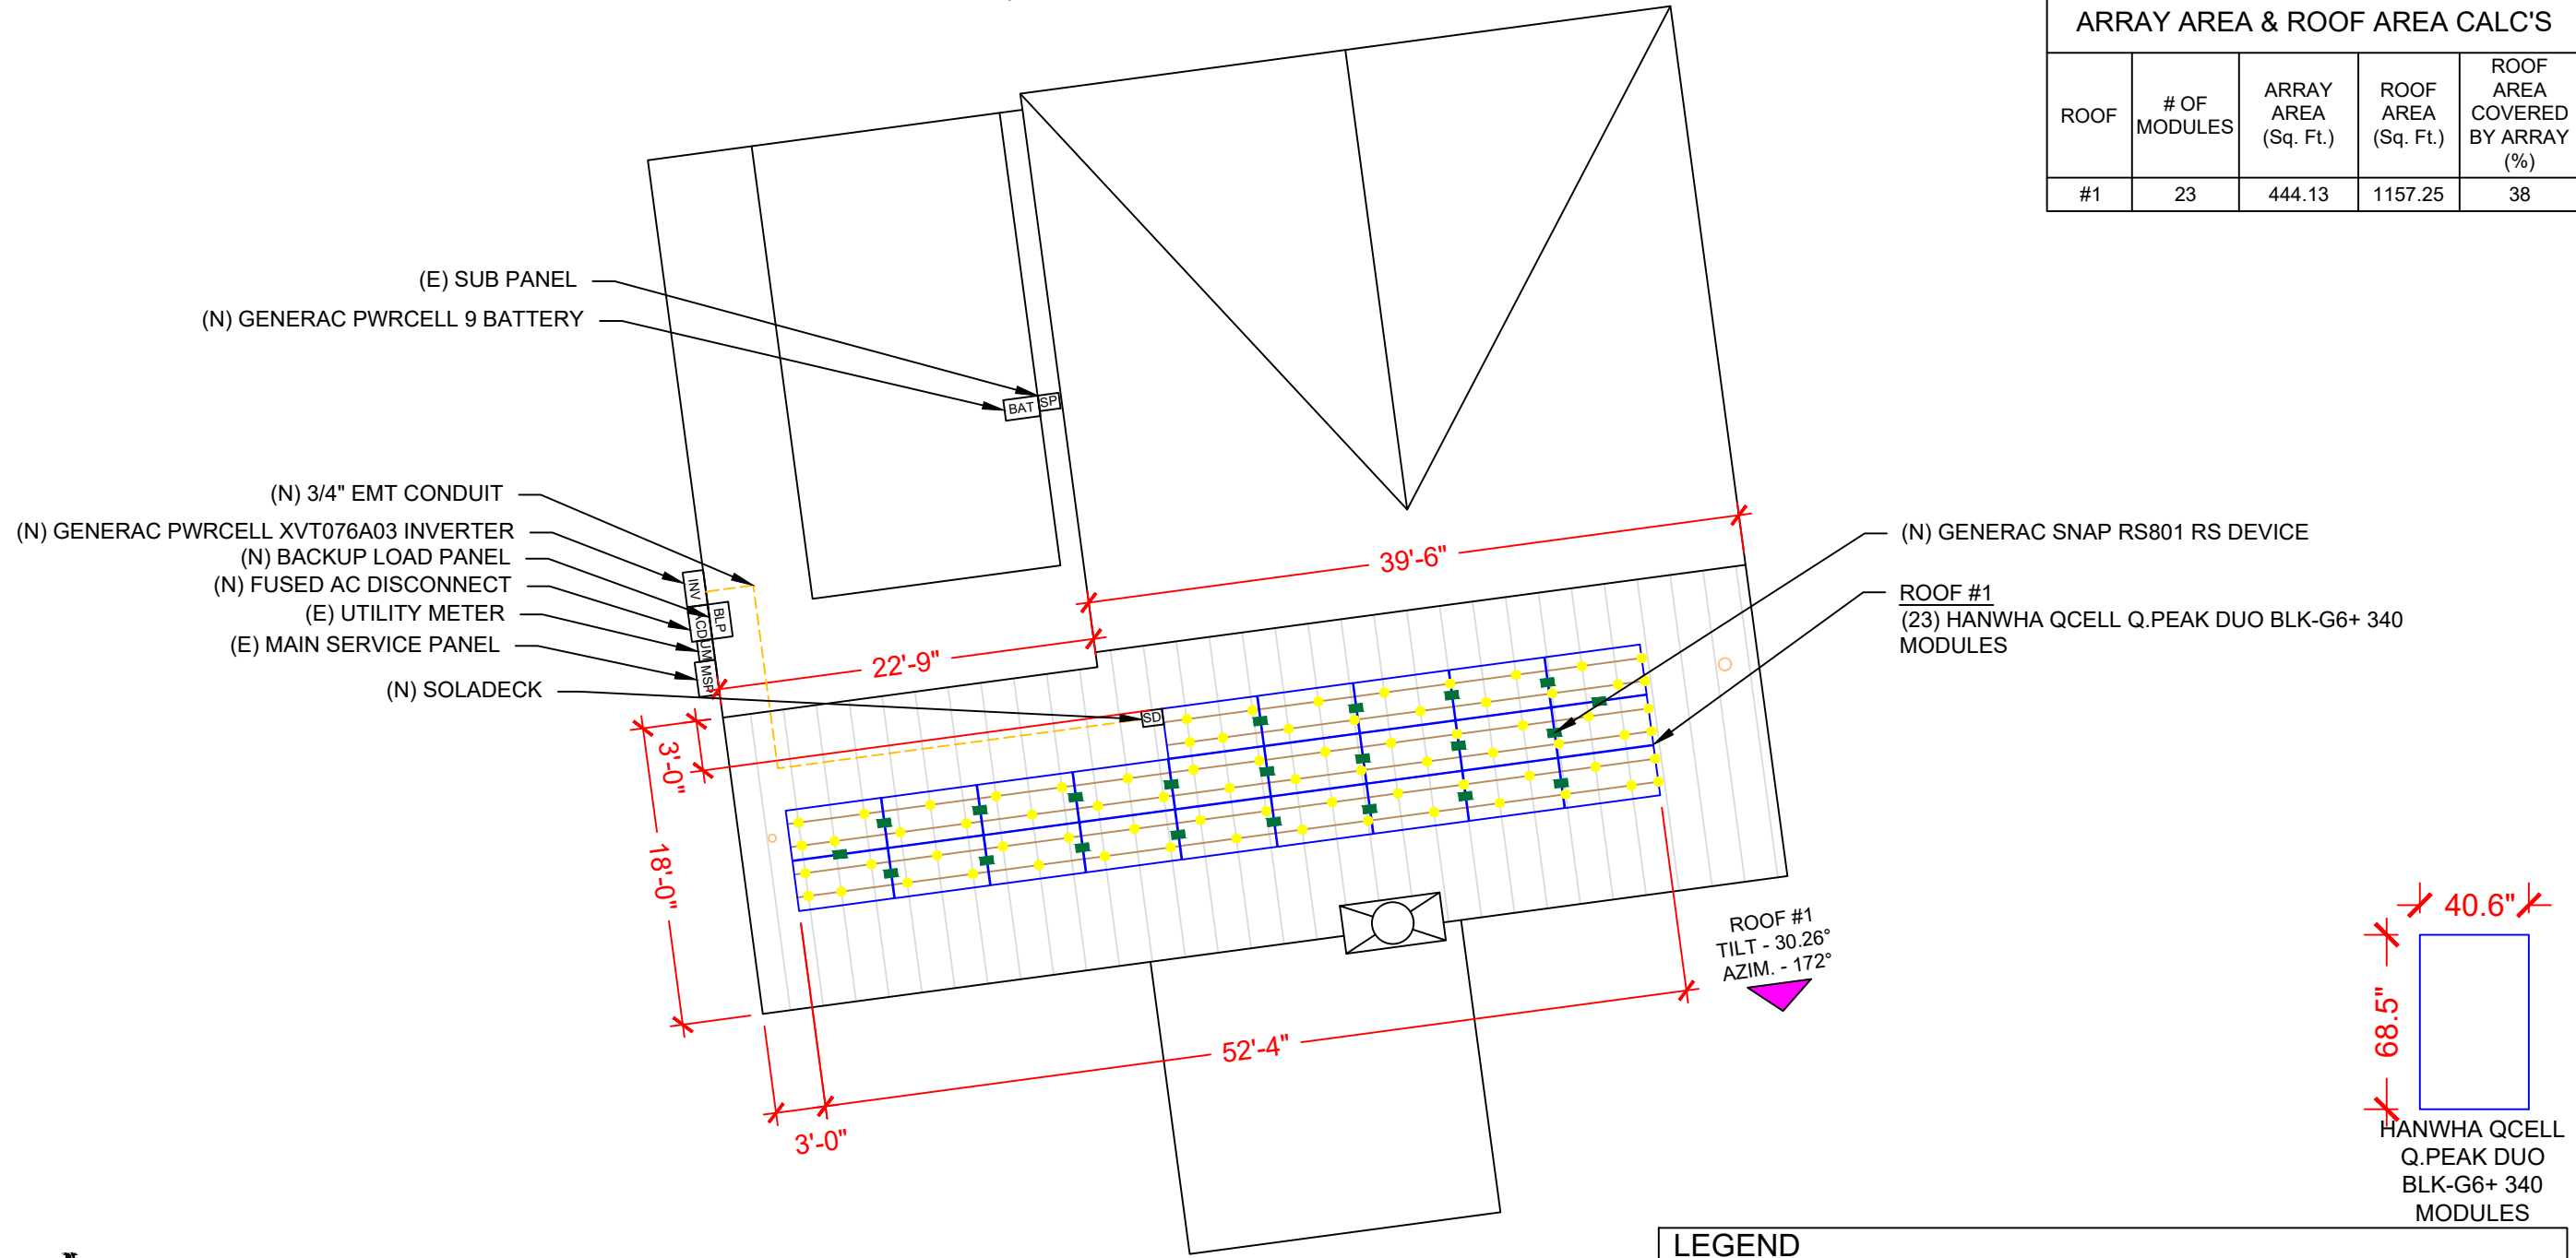 ARRAY AREA & ROOF AREA CALC'S
ROOF
# OF
MODULES
ARRAY
AREA
(Sq. Ft.)
ROOF
AREA
(Sq. Ft.)
ROOF
AREA
COVERED
BY ARRAY
(%)
#1
23
444.13
1157.25
38
(E) SUB PANEL
(N) GENERAC PWRCELL 9 BATTERY
BAT
SP
(N) 3/4" EMT CONDUIT
(N) GENERAC PWRCELL XVT076A03 INVERTER
(N) BACKUP LOAD PANEL
(N) FUSED AC DISCONNECT
(E) UTILITY METER
(E) MAIN SERVICE PANEL
(N) SOLADECK
INV
BLP
ACD
UM
MSP
SD
39'-6"
22'-9"
3'-0"
18'-0"
3'-0"
52'-4"
(N) GENERAC SNAP RS801 RS DEVICE
ROOF #1
(23) HANWHA QCELL Q.PEAK DUO BLK-G6+ 340
MODULES
ROOF #1
TILT - 30.26°
AZIM. - 172°
40.6"
68.5"
HANWHA QCELL
Q.PEAK DUO
BLK-G6+ 340
MODULES
LEGEND